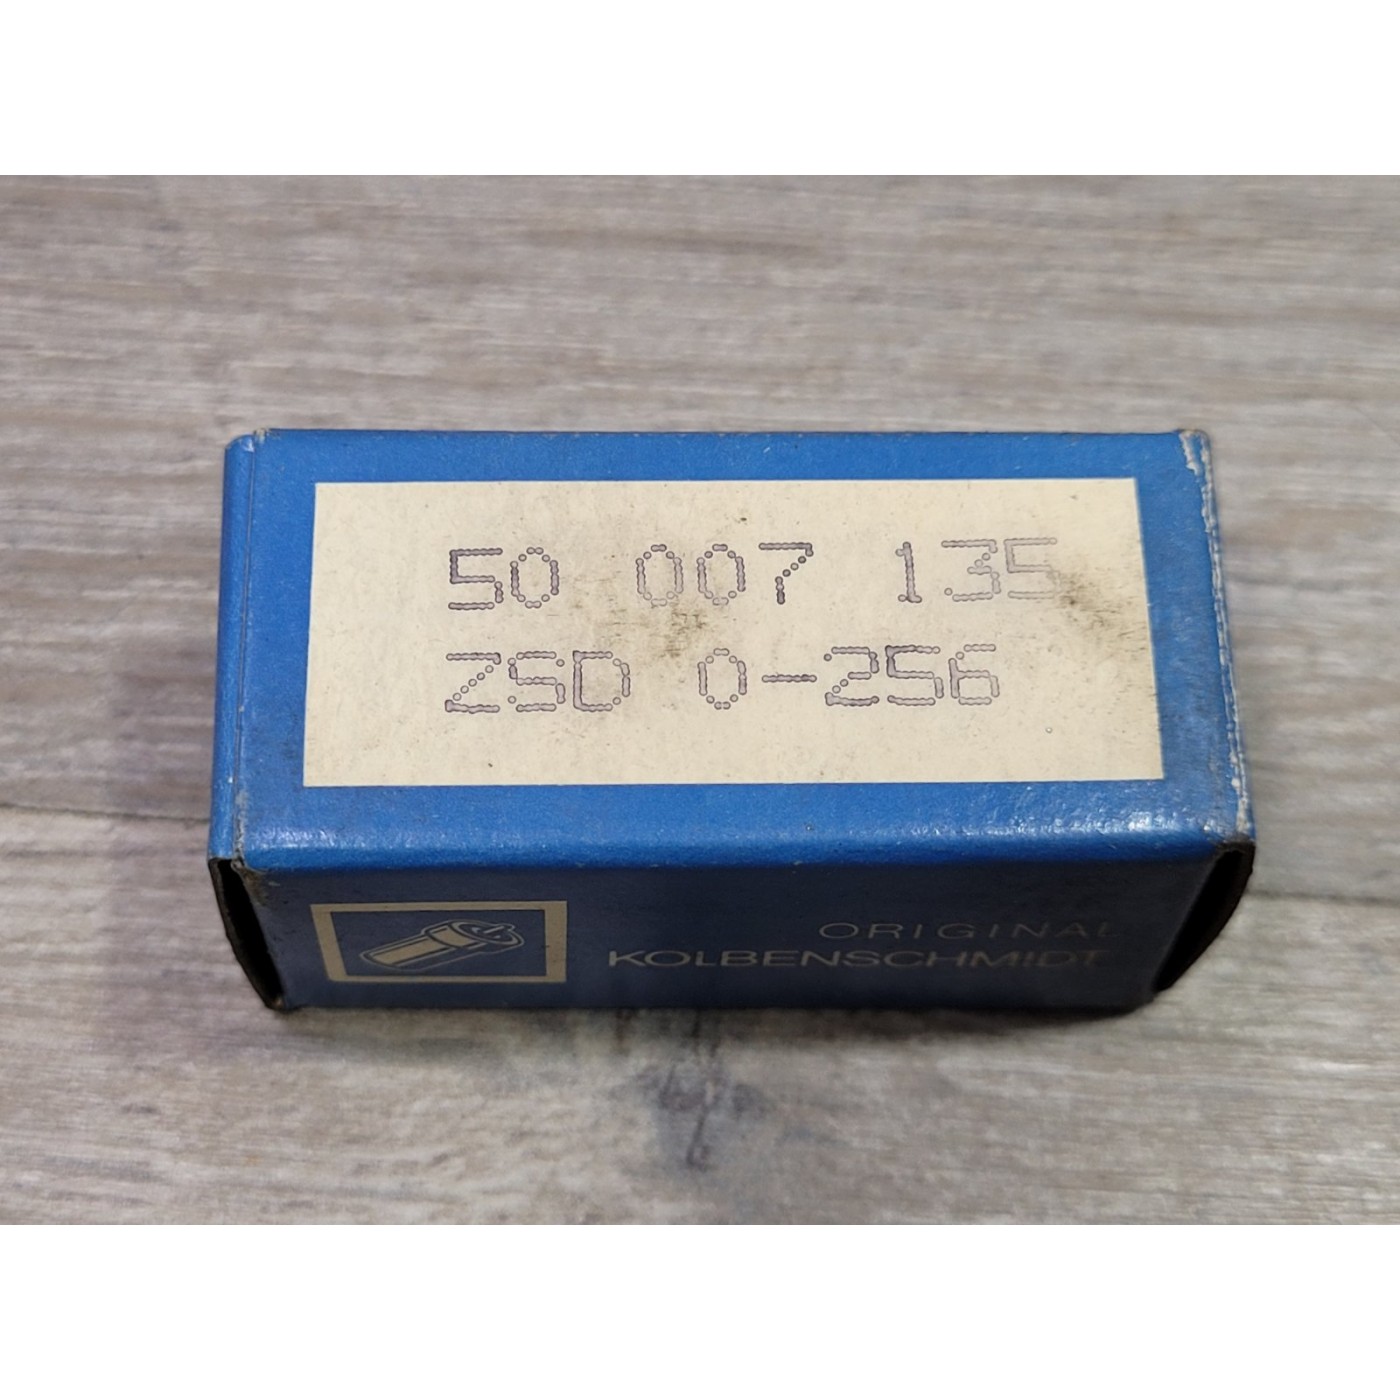 50 007 135
ZSD 0-256
ORIGINAL
KOLBENSCHMIDT